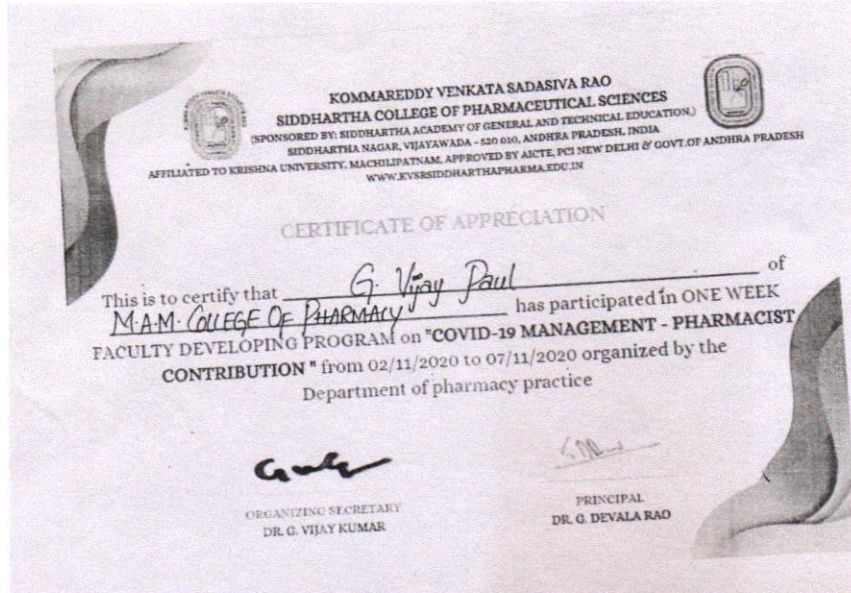 KOMMAREDDY VENKATA SADASIVA RAO
SIDDHARTHA COLLEGE OF PHARMACEUTICAL SCIENCES
(SPONSORED BY: SIDDHARTHA ACADEMY OF GENERAL AND TECHNICAL EDUCATION,)
SIDDHARTHA NAGAR, VIJAYAWADA - 520 010, ANDHRA PRADESH, INDIA
AFFILIATED TO KRISHNA UNIVERSITY, MACHILIPATNAM, APPROVED BY AICTE, PCI NEW DELHI & GOVT.OF ANDHRA PRADESH
WWW.KVSRSIDDHARTHAPHARMA.EDU.IN
CERTIFICATE OF APPRECIATION
This is to certify that G. Vijay Paul of
M.A.M. COLLEGE OF PHARMACY has participated in ONE WEEK
FACULTY DEVELOPING PROGRAM on "COVID-19 MANAGEMENT - PHARMACIST
CONTRIBUTION " from 02/11/2020 to 07/11/2020 organized by the
Department of pharmacy practice
ORGANIZING SECRETARY
DR. G. VIJAY KUMAR
PRINCIPAL
DR. G. DEVALA RAO